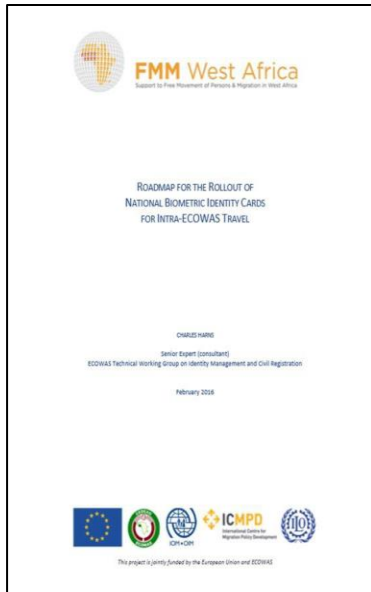 FMM West Africa
Support to Free Movement of Persons & Migration in West Africa
ROADMAP FOR THE ROLLOUT OF
NATIONAL BIOMETRIC IDENTITY CARDS
FOR INTRA-ECOWAS TRAVEL
CHARLES HARNS
Senior Expert (consultant)
ECOWAS Technical Working Group on Identity Management and Civil Registration
February 2016
IOM • OIM
ICMPD
International Centre for
Migration Policy Development
This project is jointly funded by the European Union and ECOWAS